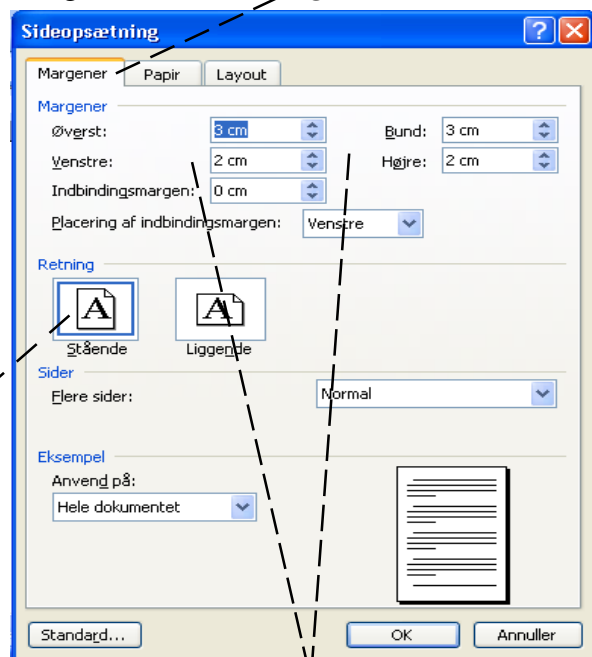 Sideopsætning
Margener Papir Layout
Margener
Øverst: 3 cm Bund: 3 cm
Venstre: 2 cm Højre: 2 cm
Indbindingsmargen: 0 cm
Placering af indbindingsmargen: Venstre
Retning
A A
Stående Liggende
Sider
Flere sider: Normal
Eksempel
Anvend på:
Hele dokumentet
Standard... OK Annuller